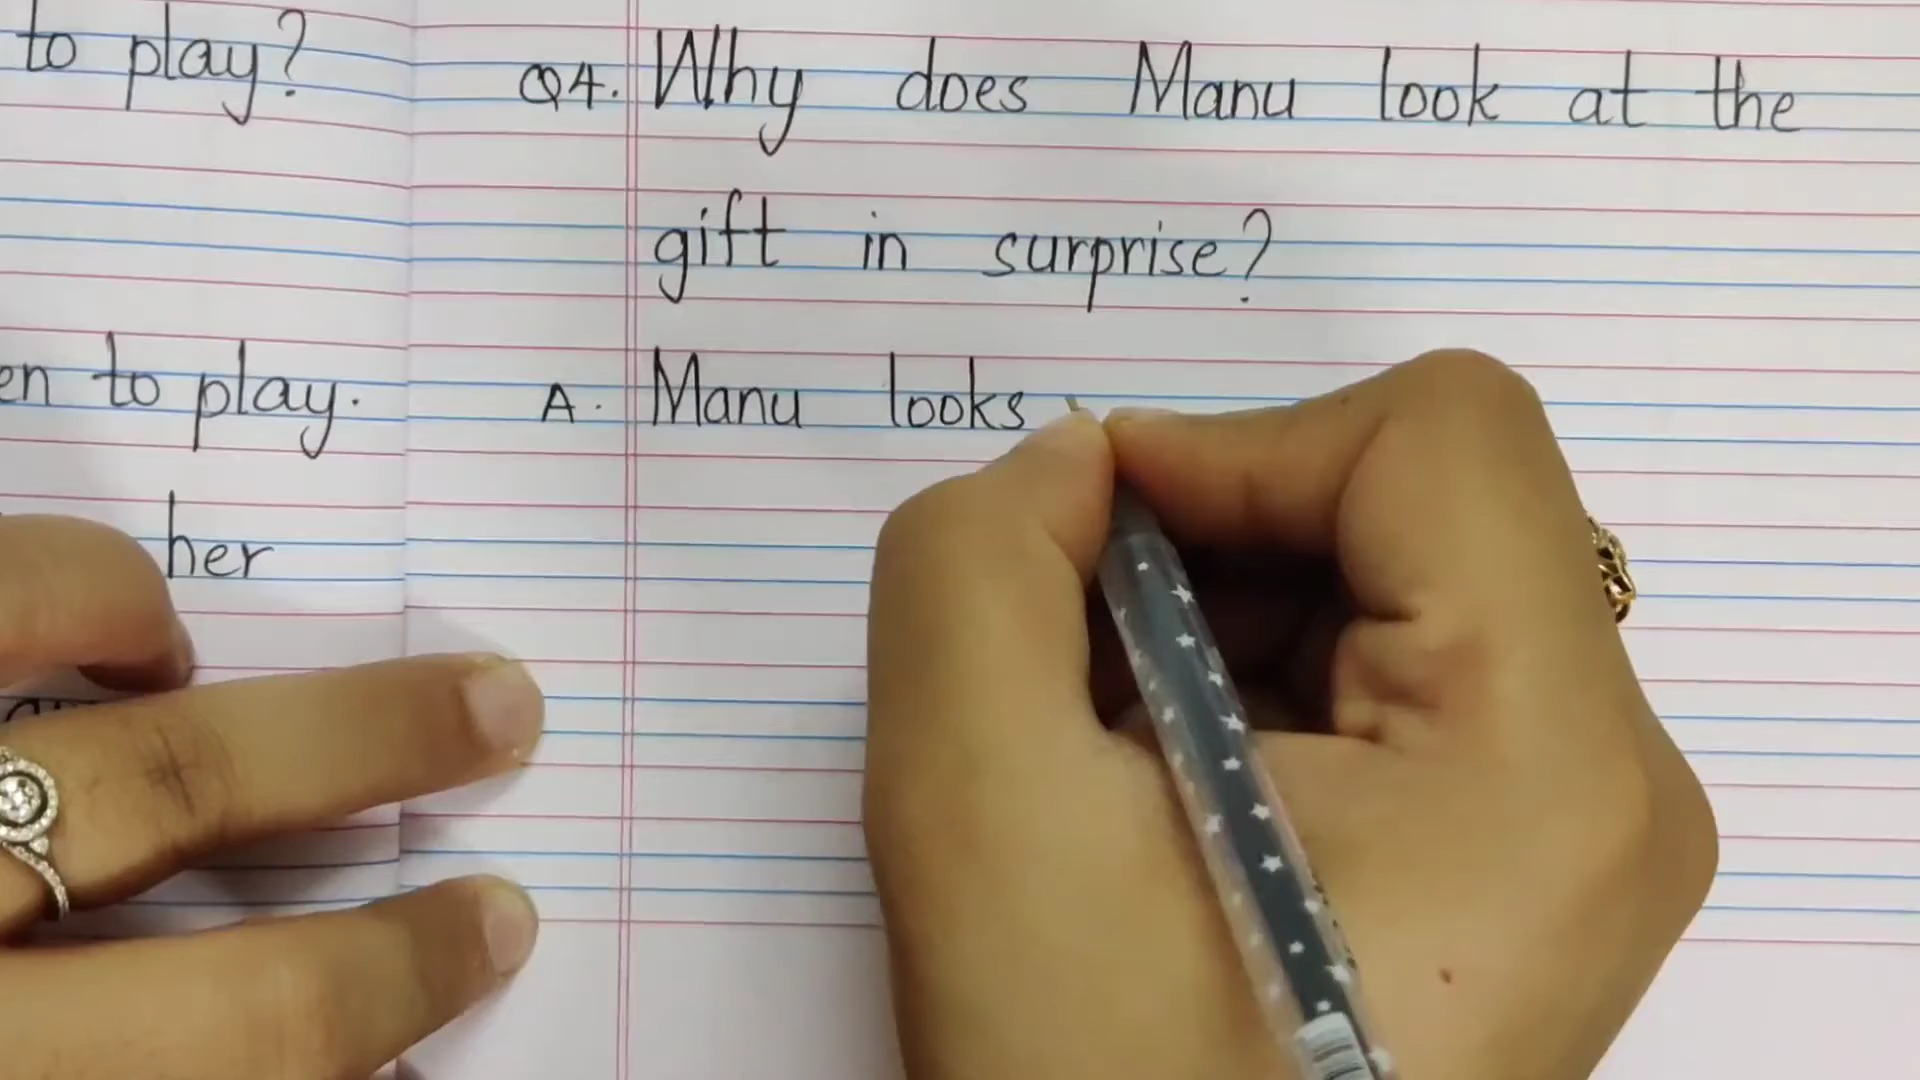 to play?
en to play.
her
Q4. Why does Manu look at the
gift in surprise?
A. Manu looks